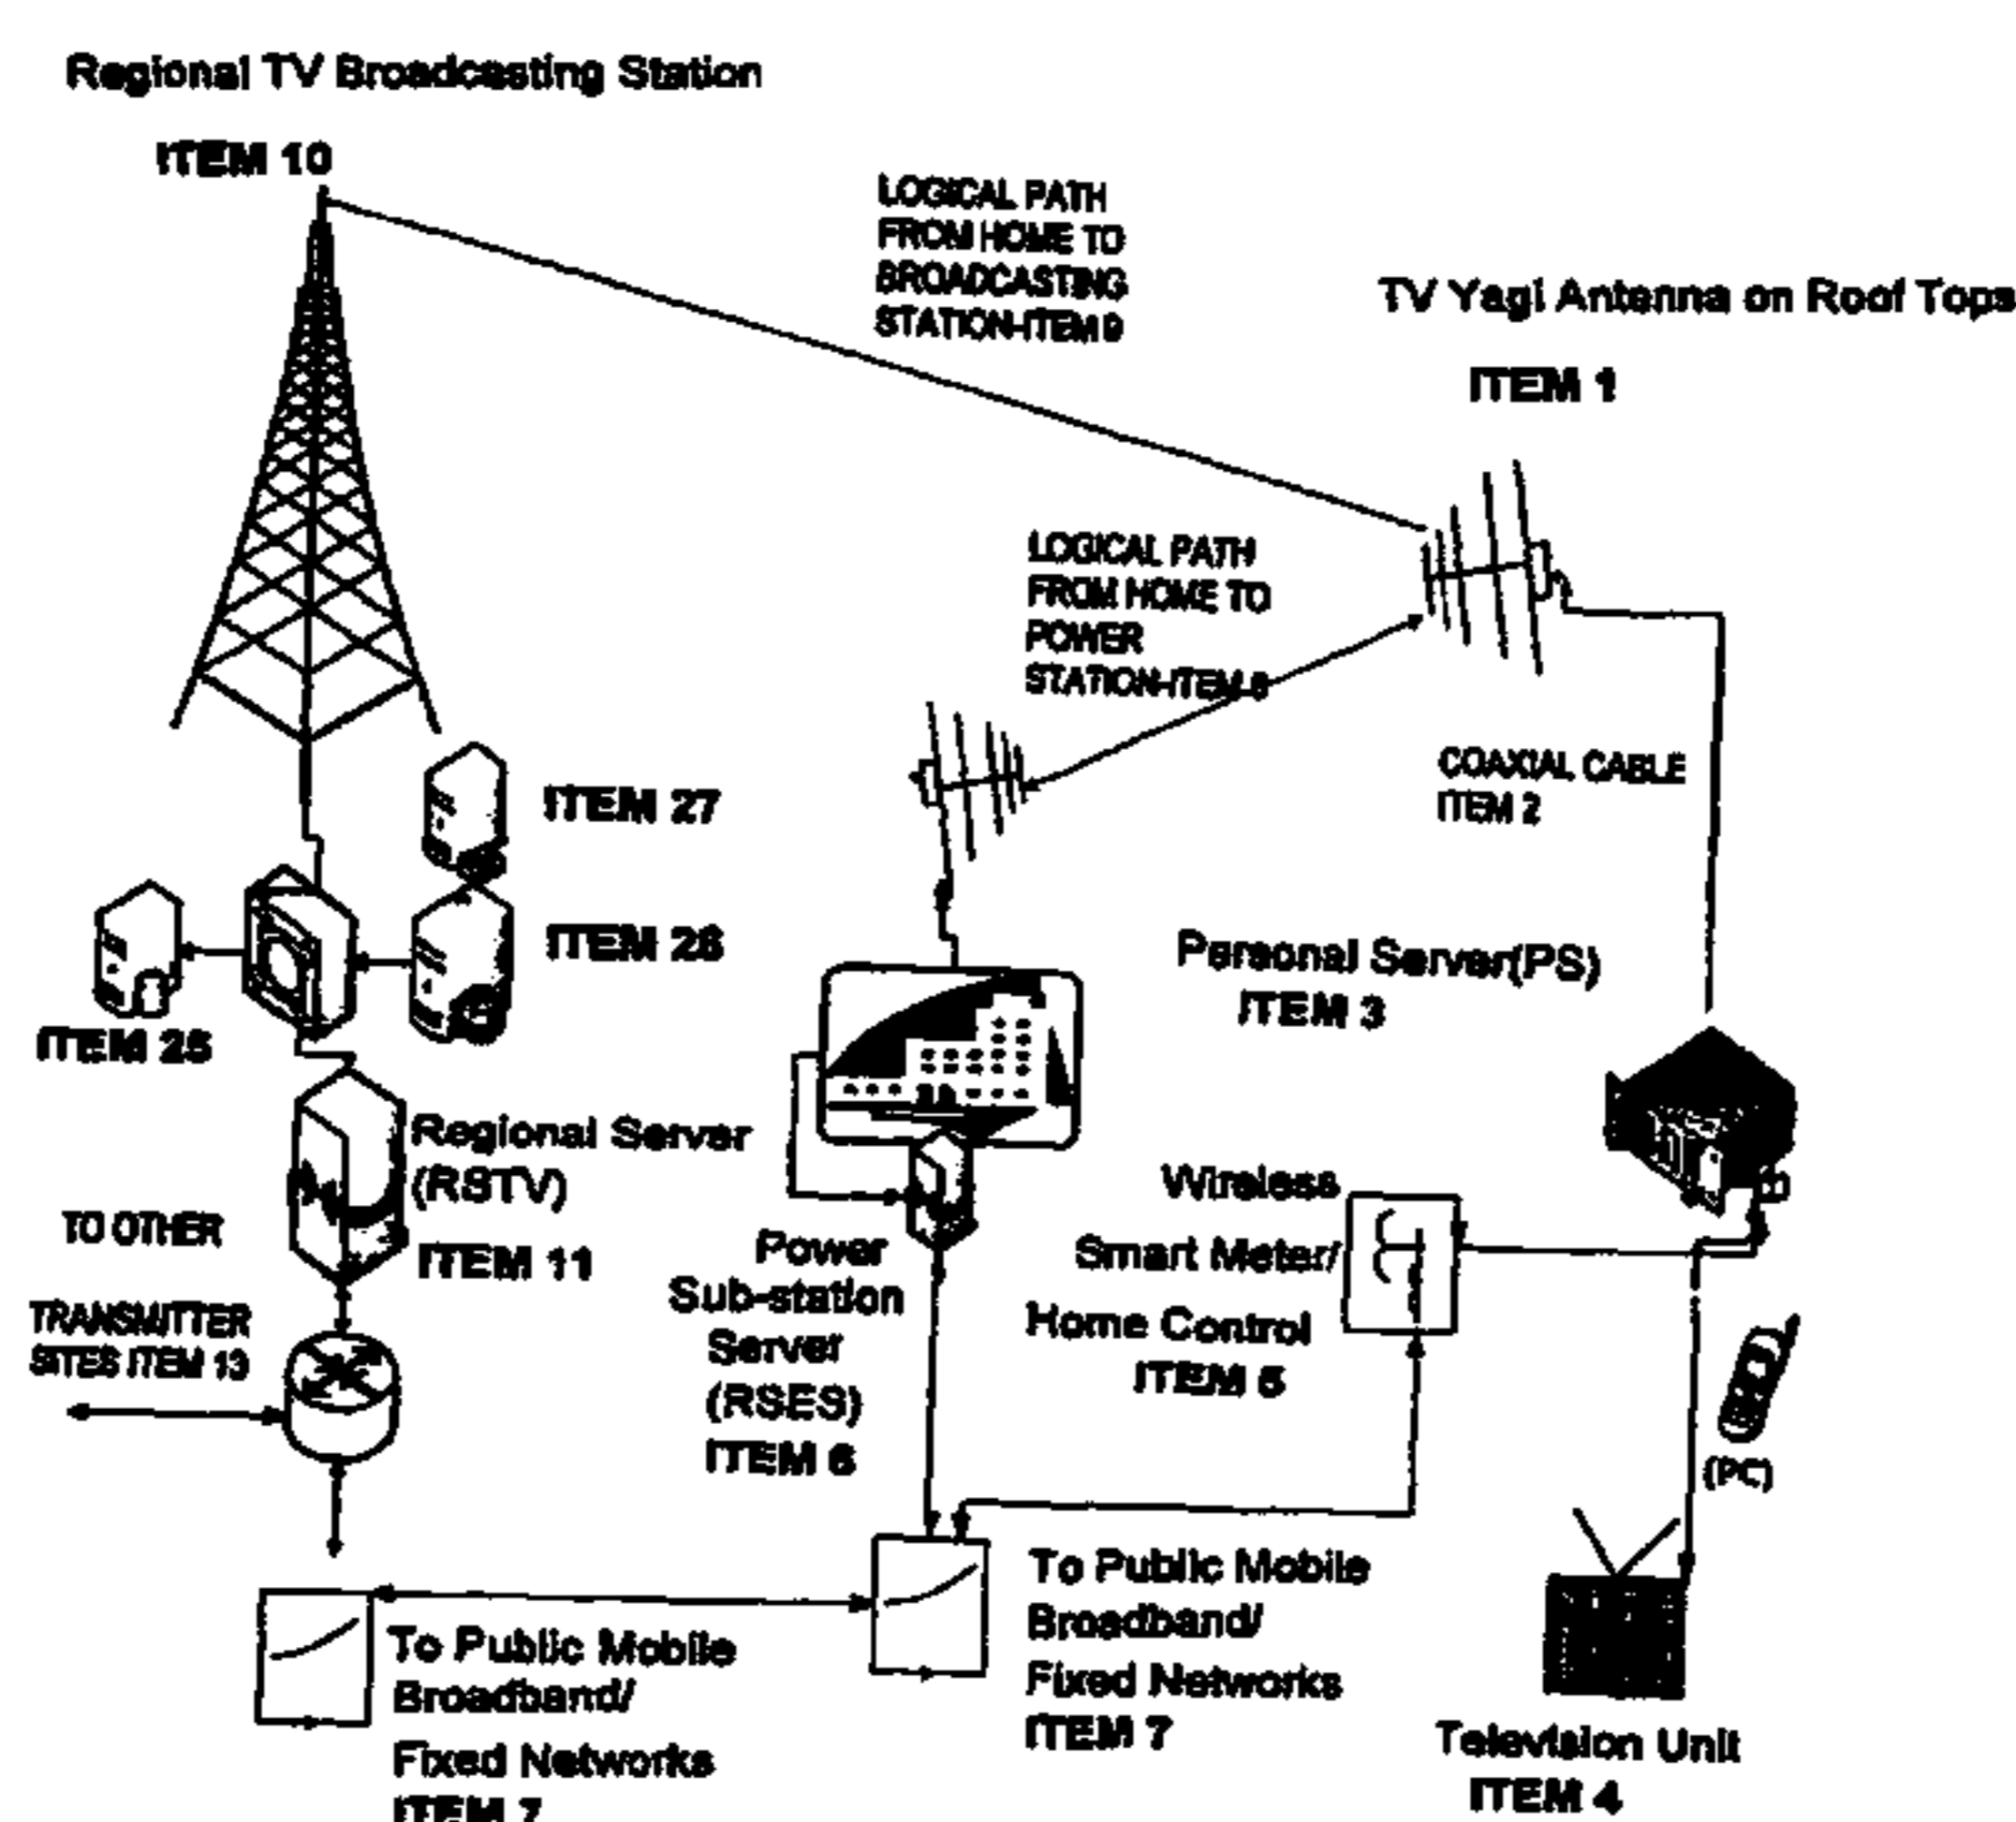 Regional TV Broadcasting Station
ITEM 10
LOGICAL PATH
FROM HOME TO
BROADCASTING
STATION-ITEM 9
TV Yagi Antenna on Roof Tops
ITEM 1
LOGICAL PATH
FROM HOME TO
POWER
STATION-ITEM
COAXIAL CABLE
ITEM 2
ITEM 27
ITEM 26
ITEM 25
Personal Server(PS)
ITEM 3
Regional Server
(RSTV)
ITEM 11
TO OTHER
TRANSMITTER
SITES ITEM 13
Power
Sub-station
Server
(RSES)
ITEM 6
Wireless
Smart Meter/
Home Control
ITEM 5
(PC)
To Public Mobile
Broadband/
Fixed Networks
ITEM 7
To Public Mobile
Broadband/
Fixed Networks
ITEM 7
Television Unit
ITEM 4